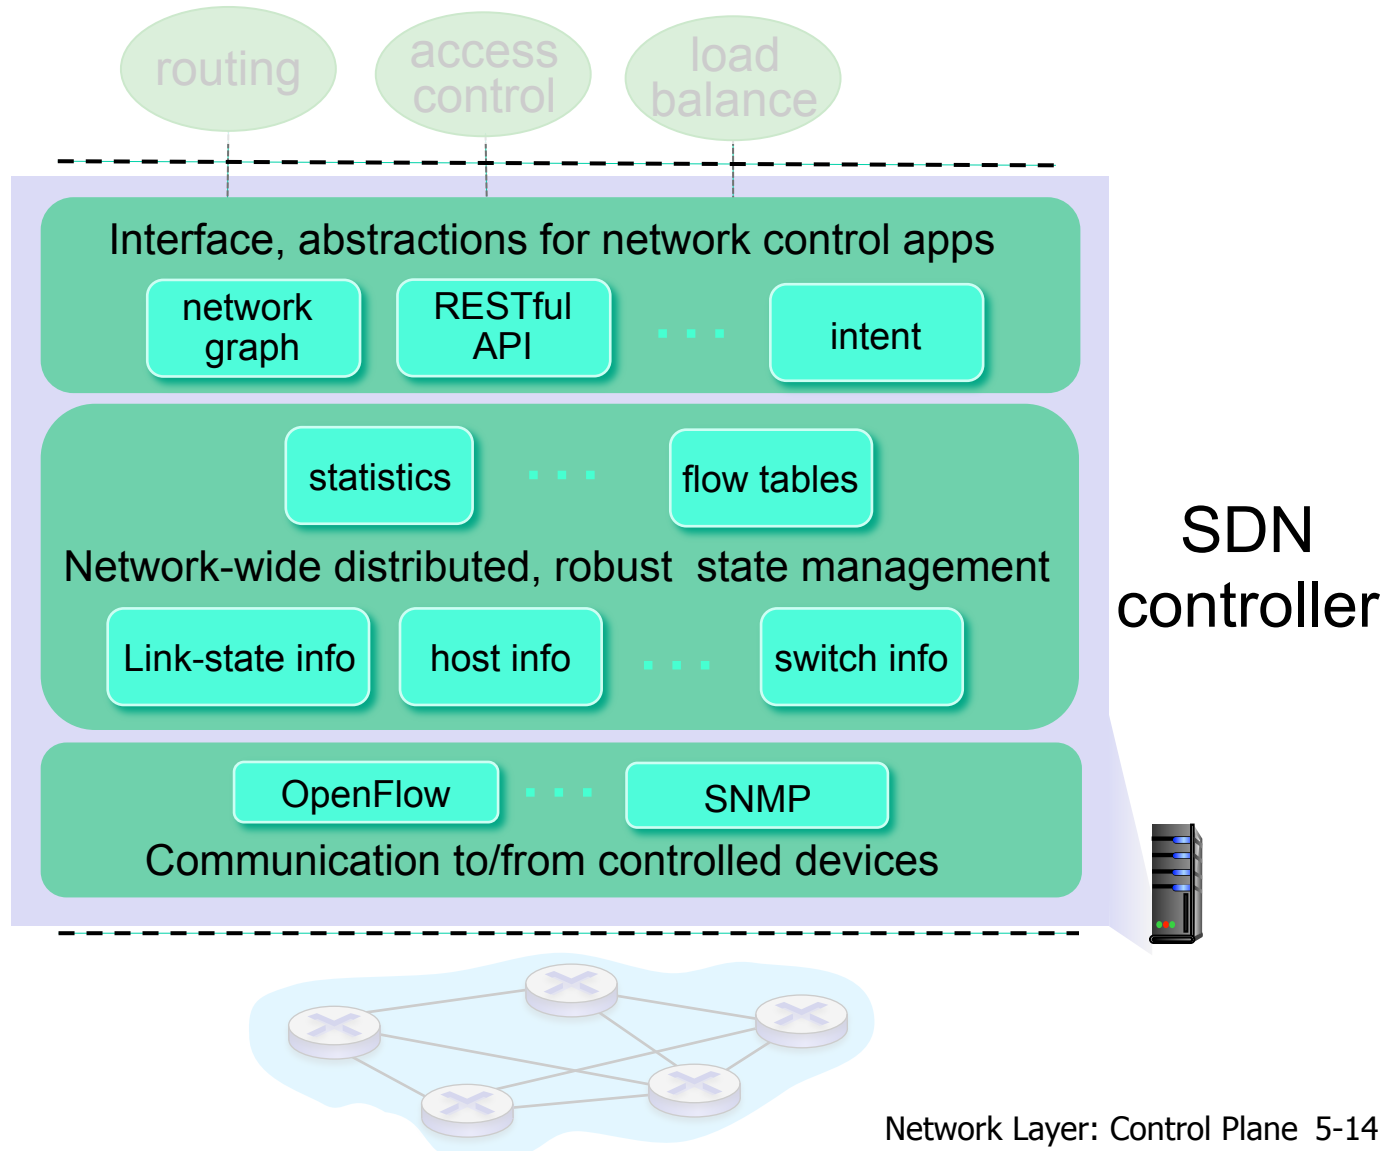 routing
access
control
load
balance
Interface, abstractions for network control apps
network
graph
RESTful
API
intent
statistics
flow tables
Network-wide distributed, robust  state management
Link-state info
host info
switch info
OpenFlow
SNMP
Communication to/from controlled devices
SDN
controller
Network Layer: Control Plane  5-14